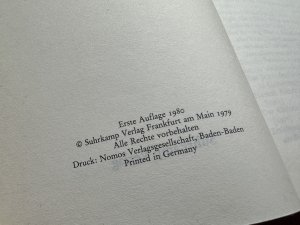 Erste Auflage 1980
© Suhrkamp Verlag Frankfurt am Main 1979
Alle Rechte vorbehalten
Druck: Nomos Verlagsgesellschaft, Baden-Baden
Printed in Germany